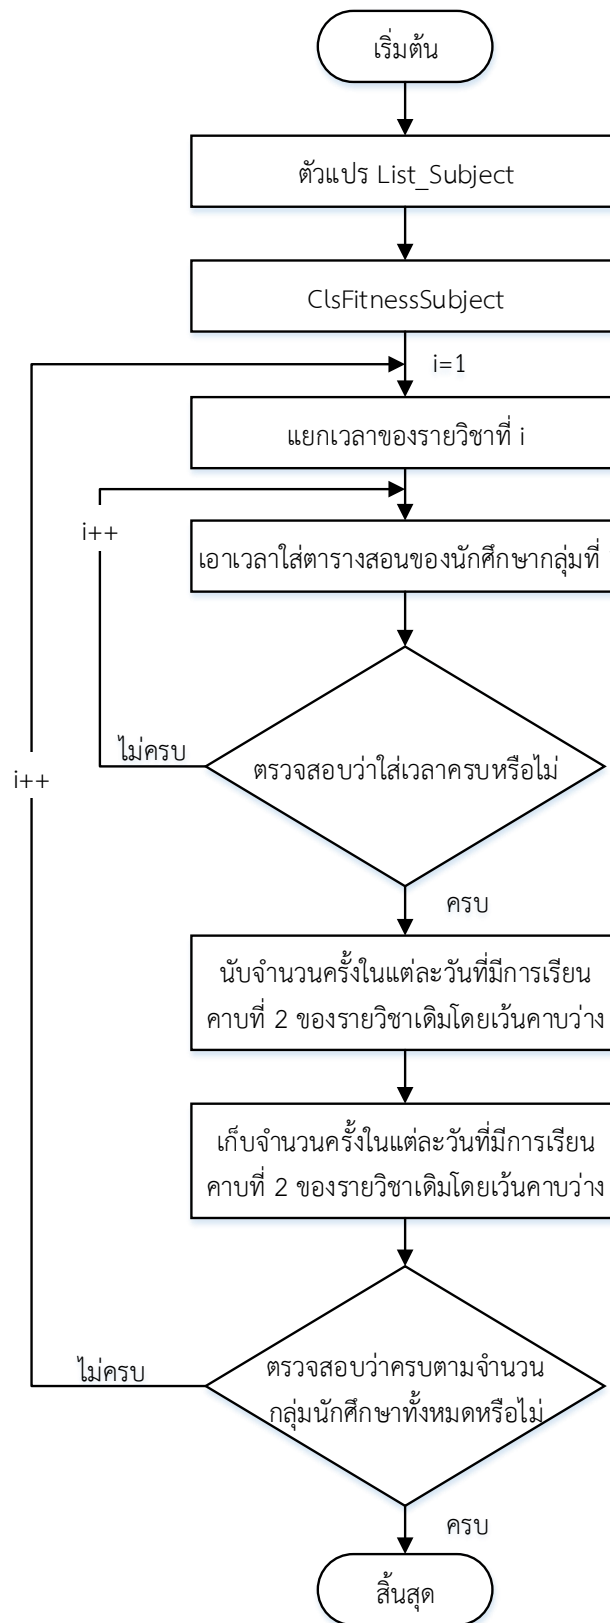 เริ่มต้น
ตัวแปร List_Subject
ClsFitnessSubject
i=1
แยกเวลาของรายวิชาที่ i
i++
เอาเวลาใส่ตารางสอนของนักศึกษากลุ่มที่
ไม่ครบ
ตรวจสอบว่าใส่เวลาครบหรือไม่
i++
ครบ
นับจำนวนครั้งในแต่ละวันที่มีการเรียน
คาบที่ 2 ของรายวิชาเดิมโดยเว้นคาบว่าง
เก็บจำนวนครั้งในแต่ละวันที่มีการเรียน
คาบที่ 2 ของรายวิชาเดิมโดยเว้นคาบว่าง
ไม่ครบ
ตรวจสอบว่าครบตามจำนวน
กลุ่มนักศึกษาทั้งหมดหรือไม่
ครบ
สิ้นสุด